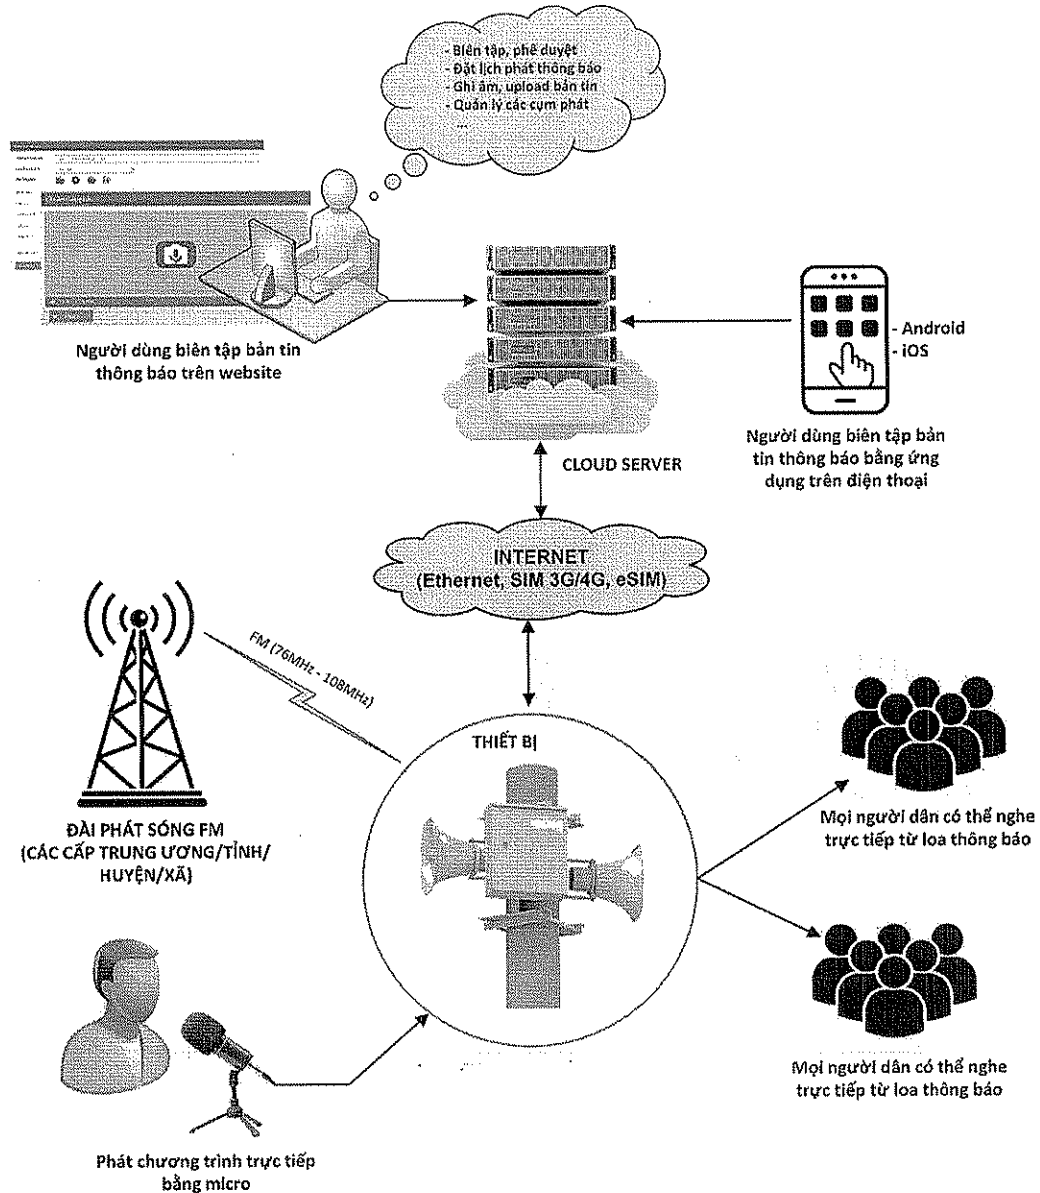 - Biên tập, phê duyệt
- Đặt lịch phát thông báo
- Ghi âm, upload bản tin
- Quản lý các cụm phát
...
Người dùng biên tập bản tin
thông báo trên website
- Android
- iOS
Người dùng biên tập bản
tin thông báo bằng ứng
dụng trên điện thoại
CLOUD SERVER
INTERNET
(Ethernet, SIM 3G/4G, eSIM)
FM (76MHz - 108MHz)
THIẾT BỊ
ĐÀI PHÁT SÓNG FM
(CÁC CẤP TRUNG ƯƠNG/TỈNH/
HUYỆN/XÃ)
Mọi người dân có thể nghe
trực tiếp từ loa thông báo
Mọi người dân có thể nghe
trực tiếp từ loa thông báo
Phát chương trình trực tiếp
bằng micro